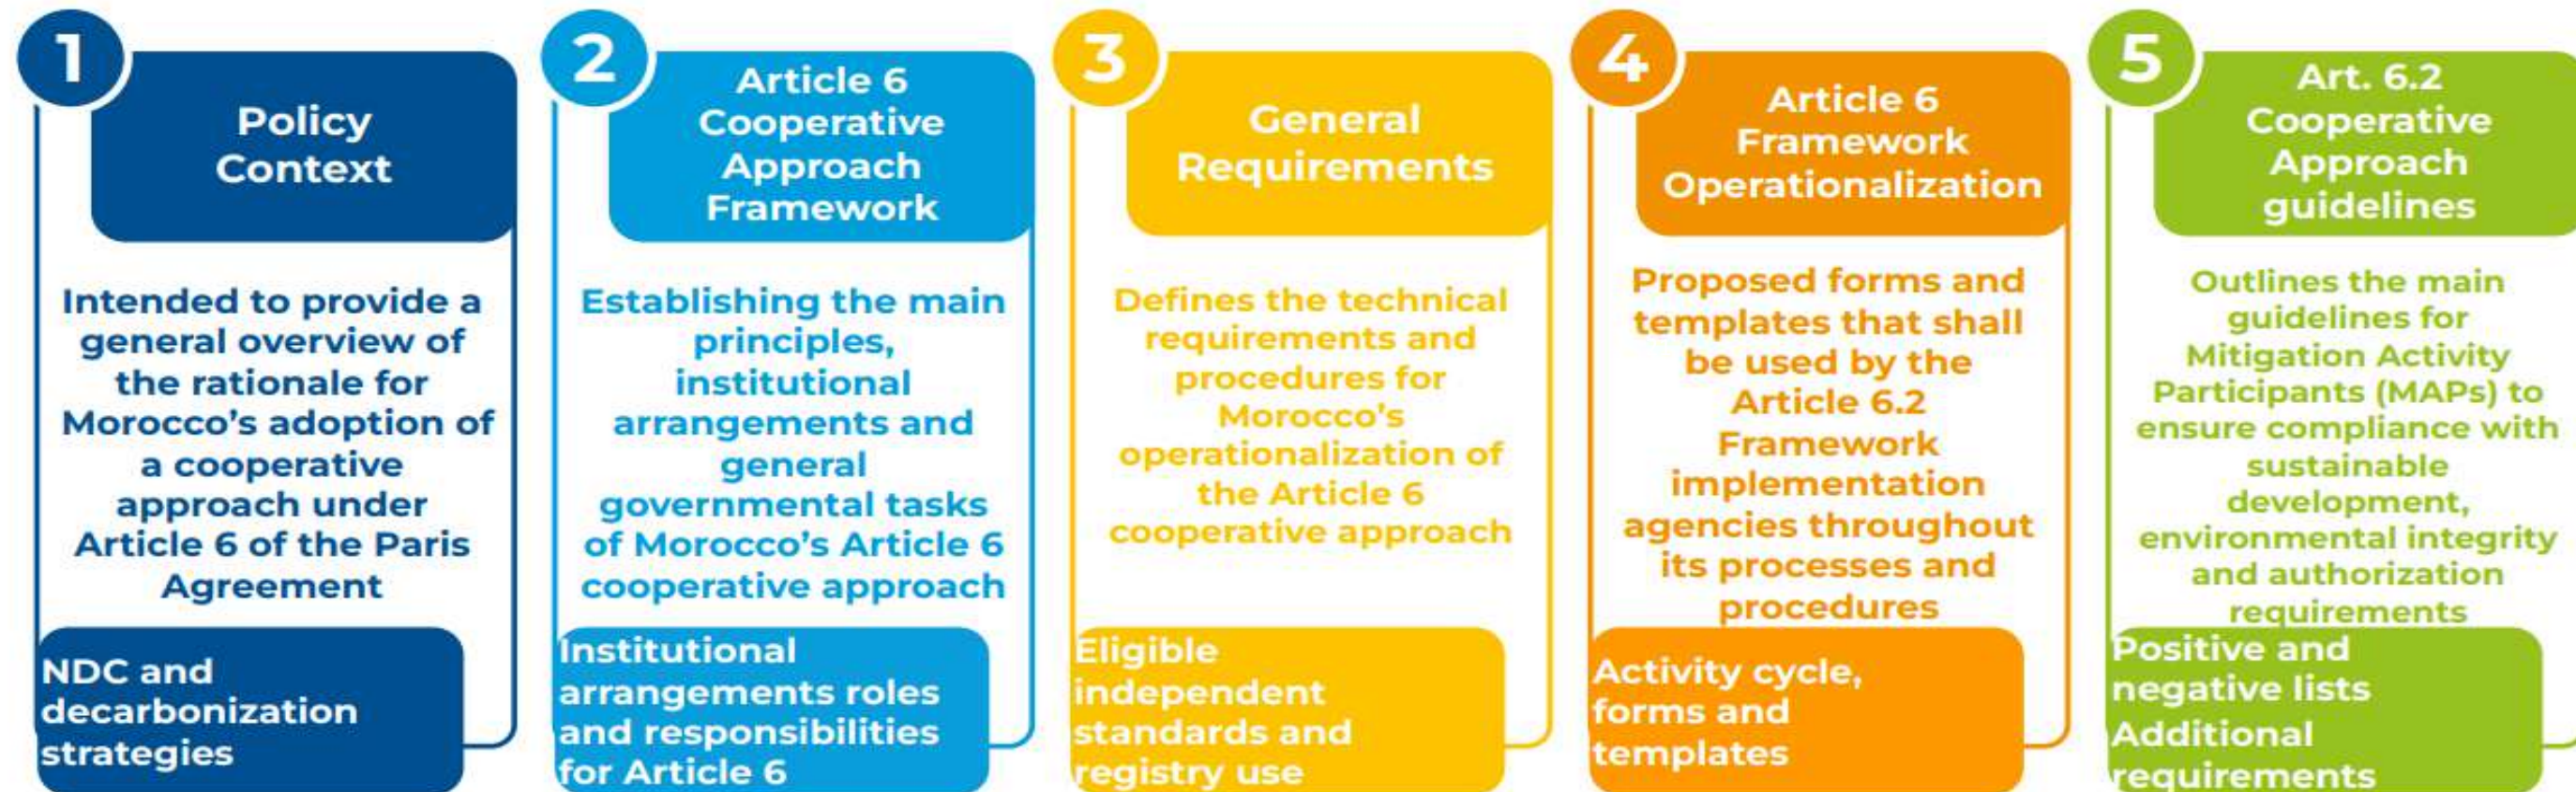 1
Policy
Context
Intended to provide a
general overview of
the rationale for
Morocco's adoption of
a cooperative
approach under
Article 6 of the Paris
Agreement
NDC and
decarbonization
strategies
2
Article 6
Cooperative
Approach
Framework
Establishing the main
principles,
institutional
arrangements and
general
governmental tasks
of Morocco's Article 6
cooperative approach
Institutional
arrangements roles
and responsibilities
for Article 6
3
General
Requirements
Defines the technical
requirements and
procedures for
Morocco's
operationalization of
the Article 6
cooperative approach
Eligible
independent
standards and
registry use
4
Article 6
Framework
Operationalization
Proposed forms and
templates that shall
be used by the
Article 6.2
Framework
implementation
agencies throughout
its processes and
procedures
Activity cycle,
forms and
templates
5
Art. 6.2
Cooperative
Approach
guidelines
Outlines the main
guidelines for
Mitigation Activity
Participants (MAPs) to
ensure compliance with
sustainable
development,
environmental integrity
and authorization
requirements
Positive and
negative lists
Additional
requirements